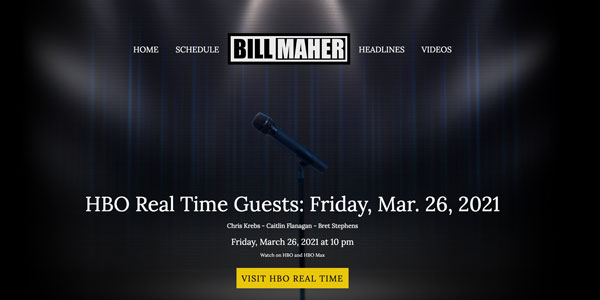 HOME SCHEDULE BILL MAHER HEADLINES VIDEOS
HBO Real Time Guests: Friday, Mar. 26, 2021
Chris Krebs - Caitlin Flanagan - Bret Stephens
Friday, March 26, 2021 at 10 pm
Watch on HBO and HBO Max
VISIT HBO REAL TIME